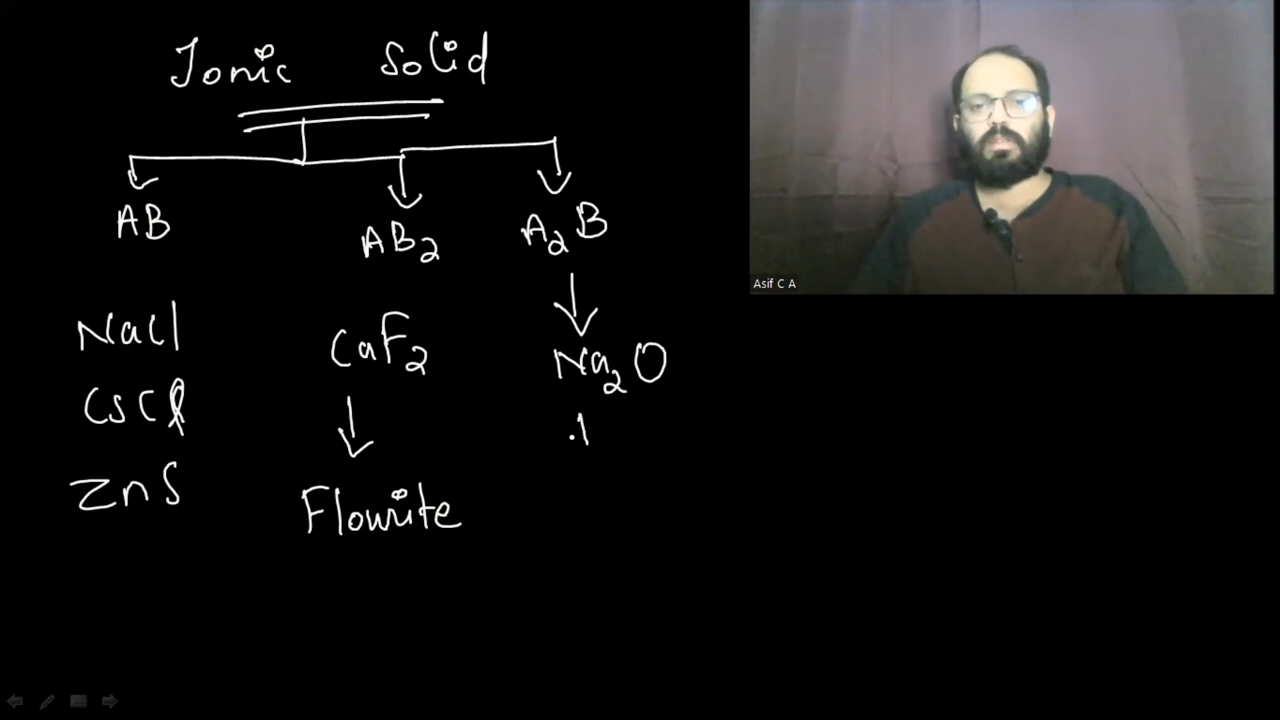 Ionic Solid
AB AB₂ A₂B
NaCl CaF₂ Na₂O
CsCl
ZnS Flourite
Asif C A